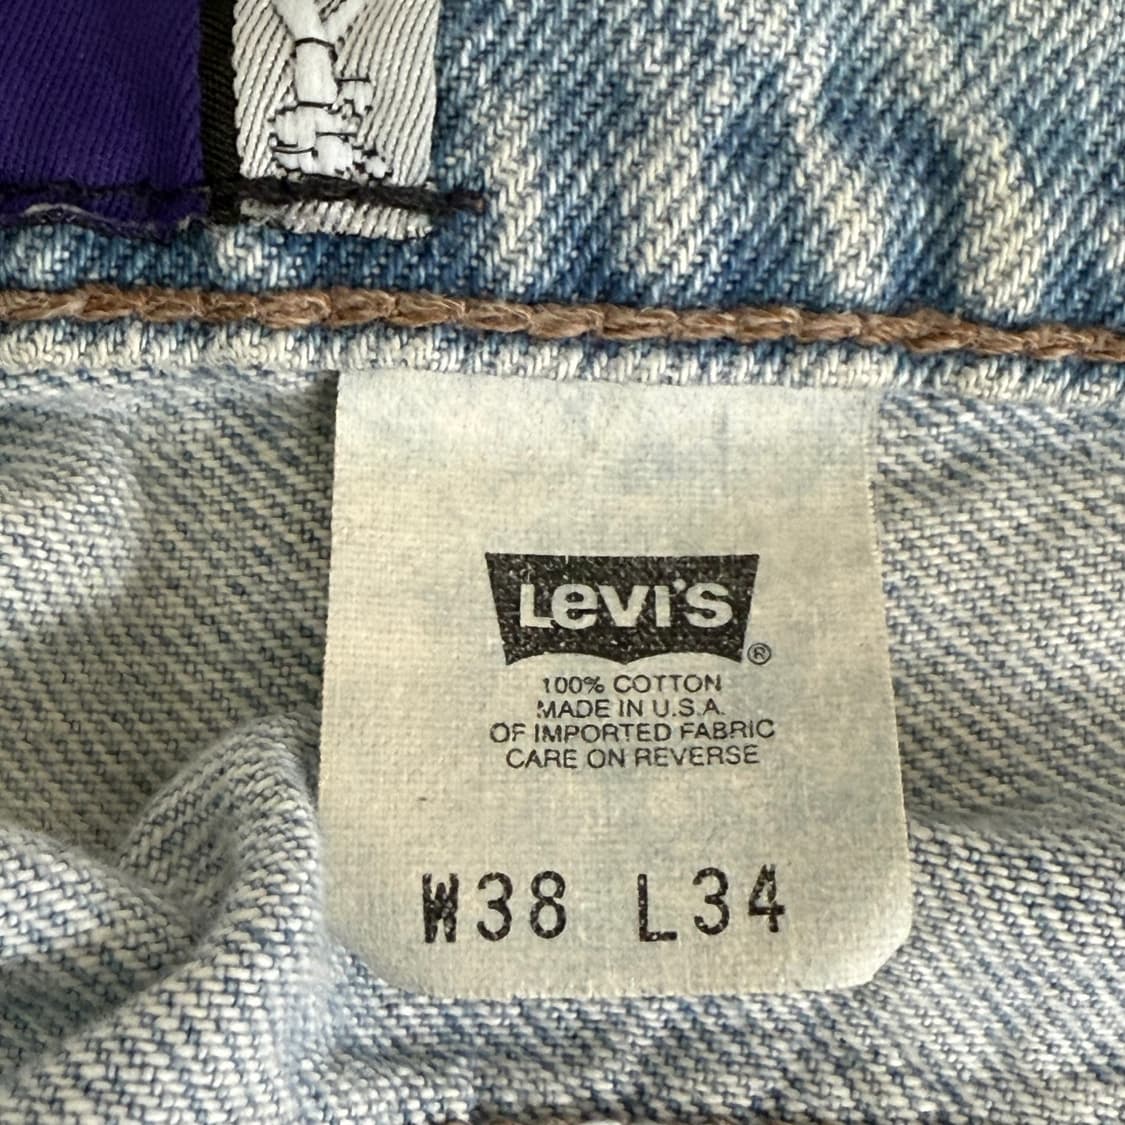 Levi's ®
100% COTTON
MADE IN U.S.A.
OF IMPORTED FABRIC
CARE ON REVERSE
W38 L34